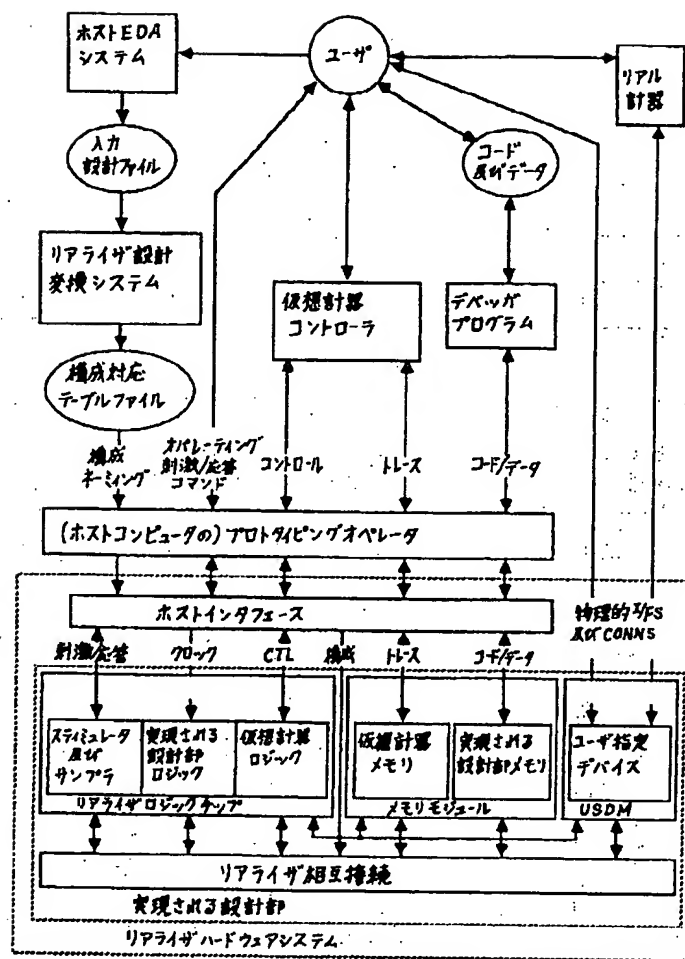 ホストEDA
システム
ユーザ
リアル
計器
入力
設計ファイル
コード
及びデータ
リアライザ設計
変換システム
仮想計器
コントローラ
デバッガ
プログラム
構成対応
テーブルファイル
構成
ネーミング
オペレーティング
刺激/応答
コマンド
コントロール
トレース
コード/データ
(ホストコンピュータの)プロトタイピングオペレータ
ホストインタフェース
物理的I/FS
及びCONNS
刺激/応答
クロック
CTL
構成
トレース
コード/データ
スティミュレータ
及び
サンプラ
実現される
設計部
ロジック
仮想計器
ロジック
リアライザロジックチップ
仮想計器
メモリ
実現される
設計部メモリ
メモリモジュール
ユーザ指定
デバイス
USDM
リアライザ相互接続
実現される設計部
リアライザハードウェアシステム